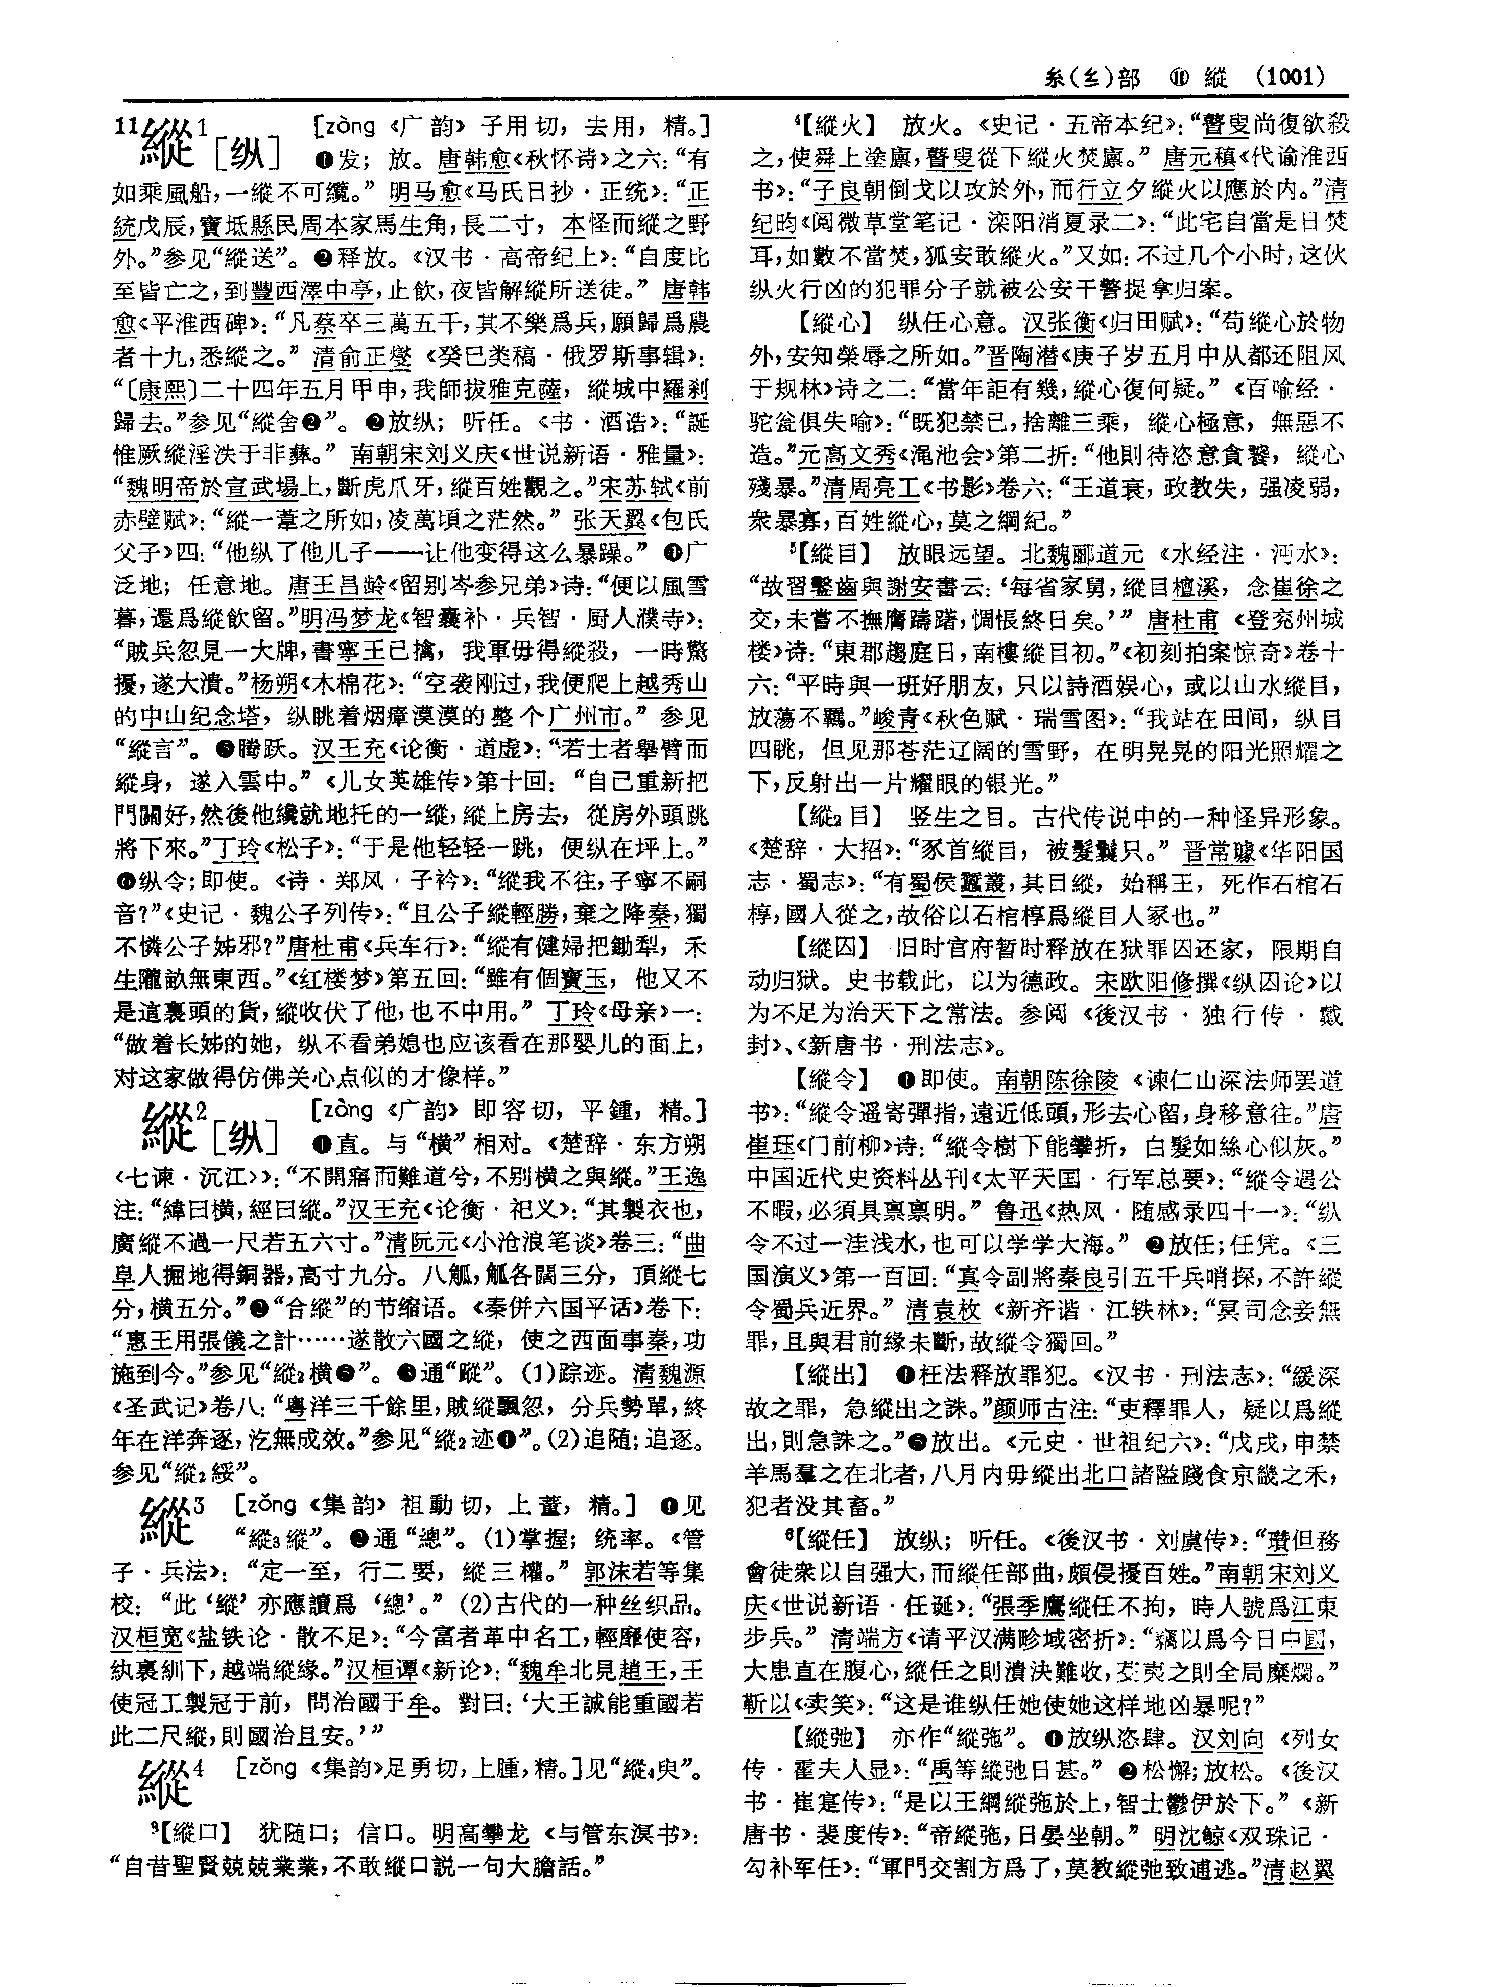 糸(纟)部 ⑪ 縱 (1001)
11縱1[纵] [zòng《广韵》子用切，去用，精。]
❶发；放。唐韩愈《秋怀诗》之六：“有
如乘風船，一縱不可纜。” 明马愈《马氏日抄·正统》：“正
統戊辰，寶坻縣民周本家馬生角，長二寸，本怪而縱之野
外。”参见“縱送”。❷释放。《汉书·高帝纪上》：“自度比
至皆亡之，到豐西澤中亭，止飲，夜皆解縱所送徒。” 唐韩
愈《平淮西碑》：“凡蔡卒三萬五千，其不樂爲兵，願歸爲農
者十九，悉縱之。” 清俞正燮《癸巳类稿·俄罗斯事辑》：
“〔康熙〕二十四年五月甲申，我師拔雅克薩，縱城中羅刹
歸去。”参见“縱舍❷”。❸放纵；听任。《书·酒诰》：“誕
惟厥縱淫泆于非彝。” 南朝宋刘义庆《世说新语·雅量》：
“魏明帝於宣武場上，斷虎爪牙，縱百姓觀之。”宋苏轼《前
赤壁赋》：“縱一葦之所如，凌萬頃之茫然。” 张天翼《包氏
父子》四：“他纵了他儿子——让他变得这么暴躁。” ❹广
泛地；任意地。唐王昌龄《留别岑参兄弟》诗：“便以風雪
暮，還爲縱飲留。”明冯梦龙《智囊补·兵智·厨人濮寺》：
“賊兵忽見一大牌，書寧王已擒，我軍毋得縱殺，一時驚
擾，遂大潰。”杨朔《木棉花》：“空袭刚过，我便爬上越秀山
的中山纪念塔，纵眺着烟瘴漠漠的整个广州市。” 参见
“縱言”。❺腾跃。汉王充《论衡·道虚》：“若士者舉臂而
縱身，遂入雲中。”《儿女英雄传》第十回：“自己重新把
門關好，然後他纔就地托的一縱，縱上房去，從房外頭跳
將下來。”丁玲《松子》：“于是他轻轻一跳，便纵在坪上。”
❻纵令；即使。《诗·郑风·子衿》：“縱我不往，子寧不嗣
音?”《史记·魏公子列传》：“且公子縱輕勝，棄之降秦，獨
不憐公子姊邪?”唐杜甫《兵车行》：“縱有健婦把鋤犁，禾
生隴畝無東西。”《红楼梦》第五回：“雖有個寶玉，他又不
是這裏頭的貨，縱收伏了他，也不中用。” 丁玲《母亲》一：
“做着长姊的她，纵不看弟媳也应该看在那婴儿的面上，
对这家做得仿佛关心点似的才像样。”
縱2[纵] [zòng《广韵》即容切，平鍾，精。]
❶直。与“横”相对。《楚辞·东方朔
〈七谏·沉江〉》：“不開寤而難道兮，不别横之與縱。”王逸
注：“緯曰横，經曰縱。”汉王充《论衡·祀义》：“其製衣也，
廣縱不過一尺若五六寸。”清阮元《小沧浪笔谈》卷三：“曲
阜人掘地得銅器，高寸九分。八觚，觚各闊三分，頂縱七
分，横五分。”❷“合縱”的节缩语。《秦併六国平话》卷下：
“惠王用張儀之計……遂散六國之縱，使之西面事秦，功
施到今。”参见“縱2横❸”。❸通“蹤”。(1)踪迹。清魏源
《圣武记》卷八：“粤洋三千餘里，賊縱飄忽，分兵勢單，終
年在洋奔逐，汔無成效。”参见“縱2迹❶”。(2)追随；追逐。
参见“縱2綏”。
縱3 [zǒng《集韵》祖動切，上董，精。] ❶见
“縱3縱”。❷通“總”。(1)掌握；统率。《管
子·兵法》：“定一至，行二要，縱三權。” 郭沫若等集
校：“此‘縱’亦應讀爲‘總’。” (2)古代的一种丝织品。
汉桓宽《盐铁论·散不足》：“今富者革中名工，輕靡使容，
紈裏紃下，越端縱緣。”汉桓谭《新论》：“魏牟北見趙王，王
使冠工製冠于前，問治國于牟。對曰：‘大王誠能重國若
此二尺縱，則國治且安。’”
縱4 [zǒng《集韵》足勇切，上腫，精。]见“縱4臾”。
3【縱口】 犹随口；信口。明高攀龙《与管东溟书》：
“自昔聖賢兢兢業業，不敢縱口説一句大膽話。”
4【縱火】 放火。《史记·五帝本纪》：“瞽叟尚復欲殺
之，使舜上塗廩，瞽叟從下縱火焚廩。” 唐元稹《代谕淮西
书》：“子良朝倒戈以攻於外，而行立夕縱火以應於内。”清
纪昀《阅微草堂笔记·滦阳消夏录二》：“此宅自當是日焚
耳，如數不當焚，狐安敢縱火。”又如：不过几个小时，这伙
纵火行凶的犯罪分子就被公安干警捉拿归案。
【縱心】 纵任心意。汉张衡《归田赋》：“苟縱心於物
外，安知榮辱之所如。”晋陶潜《庚子岁五月中从都还阻风
于规林》诗之二：“當年詎有幾，縱心復何疑。”《百喻经·
驼瓮俱失喻》：“既犯禁已，捨離三乘，縱心極意，無惡不
造。”元高文秀《渑池会》第二折：“他則待恣意貪饕，縱心
殘暴。”清周亮工《书影》卷六：“王道衰，政教失，强凌弱，
衆暴寡，百姓縱心，莫之綱紀。”
5【縱目】 放眼远望。北魏郦道元《水经注·沔水》：
“故習鑿齒與謝安書云：‘每省家舅，縱目檀溪，念崔徐之
交，未嘗不撫膺躊躇，惆悵終日矣。’” 唐杜甫《登兖州城
楼》诗：“東郡趨庭日，南樓縱目初。”《初刻拍案惊奇》卷十
六：“平時與一班好朋友，只以詩酒娱心，或以山水縱目，
放蕩不羈。”峻青《秋色赋·瑞雪图》：“我站在田间，纵目
四眺，但见那苍茫辽阔的雪野，在明晃晃的阳光照耀之
下，反射出一片耀眼的银光。”
【縱2目】 竖生之目。古代传说中的一种怪异形象。
《楚辞·大招》：“豕首縱目，被髮鬤只。” 晋常璩《华阳国
志·蜀志》：“有蜀侯蠶叢，其目縱，始稱王，死作石棺石
椁，國人從之，故俗以石棺椁爲縱目人冢也。”
【縱囚】 旧时官府暂时释放在狱罪囚还家，限期自
动归狱。史书载此，以为德政。宋欧阳修撰《纵囚论》以
为不足为治天下之常法。参阅《後汉书·独行传·戴
封》、《新唐书·刑法志》。
【縱令】 ❶即使。南朝陈徐陵《谏仁山深法师罢道
书》：“縱令遥寄彈指，遠近低頭，形去心留，身移意往。”唐
崔珏《门前柳》诗：“縱令樹下能攀折，白髮如絲心似灰。”
中国近代史资料丛刊《太平天国·行军总要》：“縱令遇公
不暇，必須具禀禀明。” 鲁迅《热风·随感录四十一》：“纵
令不过一洼浅水，也可以学学大海。” ❷放任；任凭。《三
国演义》第一百回：“真令副將秦良引五千兵哨探，不許縱
令蜀兵近界。” 清袁枚《新齐谐·江轶林》：“冥司念妾無
罪，且與君前缘未斷，故縱令獨回。”
【縱出】 ❶枉法释放罪犯。《汉书·刑法志》：“緩深
故之罪，急縱出之誅。”颜师古注：“吏釋罪人，疑以爲縱
出，則急誅之。”❷放出。《元史·世祖纪六》：“戊戌，申禁
羊馬羣之在北者，八月内毋縱出北口諸隘踐食京畿之禾，
犯者没其畜。”
6【縱任】 放纵；听任。《後汉书·刘虞传》：“瓚但務
會徒衆以自强大，而縱任部曲，頗侵擾百姓。”南朝宋刘义
庆《世说新语·任诞》：“張季鷹縱任不拘，時人號爲江東
步兵。” 清端方《请平汉满畛域密折》：“竊以爲今日中國，
大患直在腹心，縱任之則潰決難收，芟夷之則全局糜爛。”
靳以《卖笑》：“这是谁纵任她使她这样地凶暴呢?”
【縱弛】 亦作“縱弛”。❶放纵恣肆。汉刘向《列女
传·霍夫人显》：“禹等縱弛日甚。” ❷松懈；放松。《後汉
书·崔寔传》：“是以王綱縱弛於上，智士鬱伊於下。”《新
唐书·裴度传》：“帝縱弛，日晏坐朝。” 明沈鲸《双珠记·
勾补军任》：“軍門交割方爲了，莫教縱弛致逋逃。”清赵翼